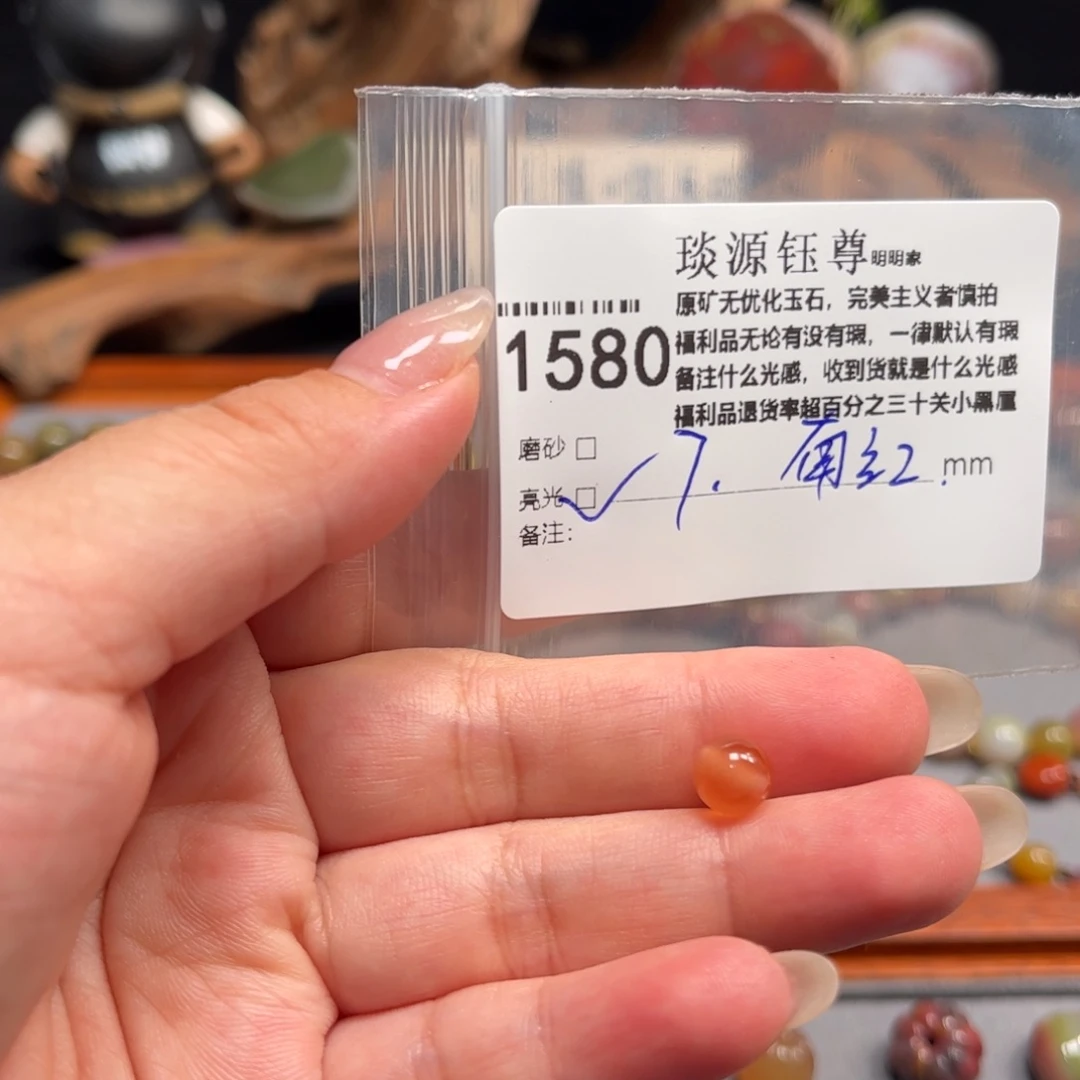 琰源钰尊明明家
原矿无优化玉石，完美主义者慎拍
福利品无论有没有瑕，一律默认有瑕
备注什么光感，收到货就是什么光感
福利品退货率超百分之三十关小黑屋
1580
磨砂 □
亮光 □ ✓ 7. 南红 mm
备注：